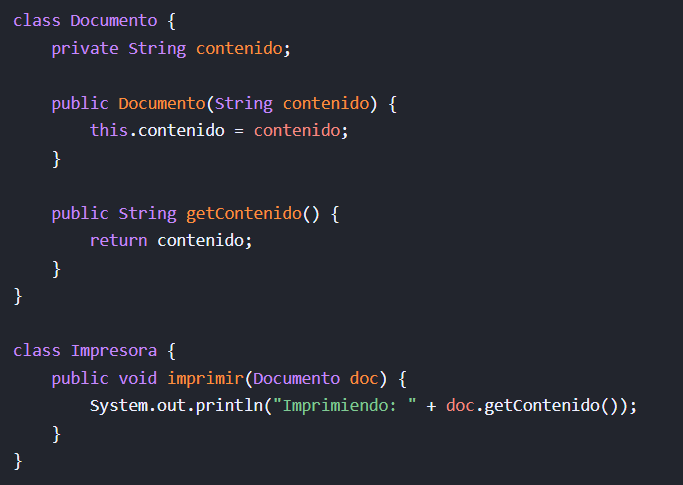 class Documento {
    private String contenido;

    public Documento(String contenido) {
        this.contenido = contenido;
    }

    public String getContenido() {
        return contenido;
    }
}

class Impresora {
    public void imprimir(Documento doc) {
        System.out.println("Imprimiendo: " + doc.getContenido());
    }
}